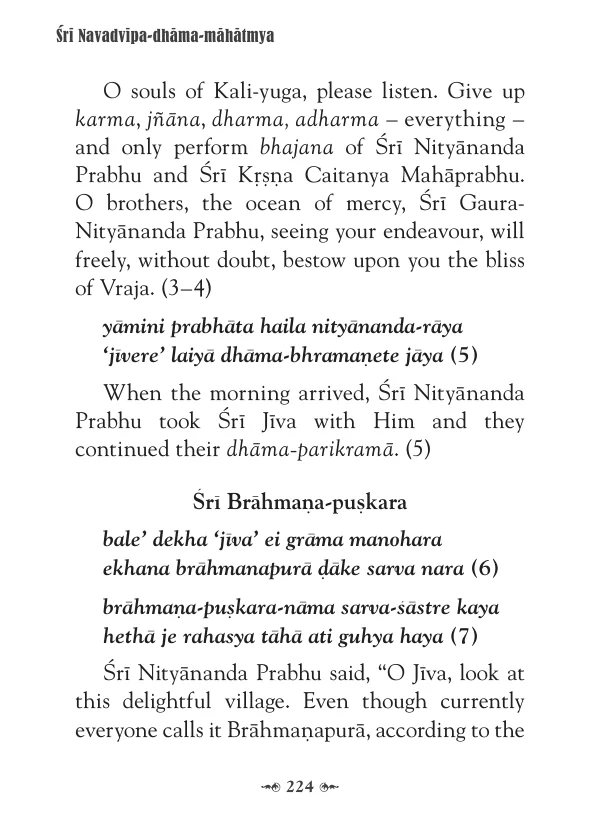 Śrī Navadvīpa-dhāma-māhātmya
O souls of Kali-yuga, please listen. Give up
karma, jñāna, dharma, adharma – everything –
and only perform bhajana of Śrī Nityānanda
Prabhu and Śrī Kṛṣṇa Caitanya Mahāprabhu.
O brothers, the ocean of mercy, Śrī Gaura-
Nityānanda Prabhu, seeing your endeavour, will
freely, without doubt, bestow upon you the bliss
of Vraja. (3–4)
yāmini prabhāta haila nityānanda-rāya
‘jīvere’ laiyā dhāma-bhramaṇete jāya (5)
When the morning arrived, Śrī Nityānanda
Prabhu took Śrī Jīva with Him and they
continued their dhāma-parikramā. (5)
Śrī Brāhmaṇa-puṣkara
bale’ dekha ‘jīva’ ei grāma manohara
ekhana brāhmanapurā ḍāke sarva nara (6)
brāhmaṇa-puṣkara-nāma sarva-śāstre kaya
hethā je rahasya tāhā ati guhya haya (7)
Śrī Nityānanda Prabhu said, “O Jīva, look at
this delightful village. Even though currently
everyone calls it Brāhmaṇapurā, according to the
224